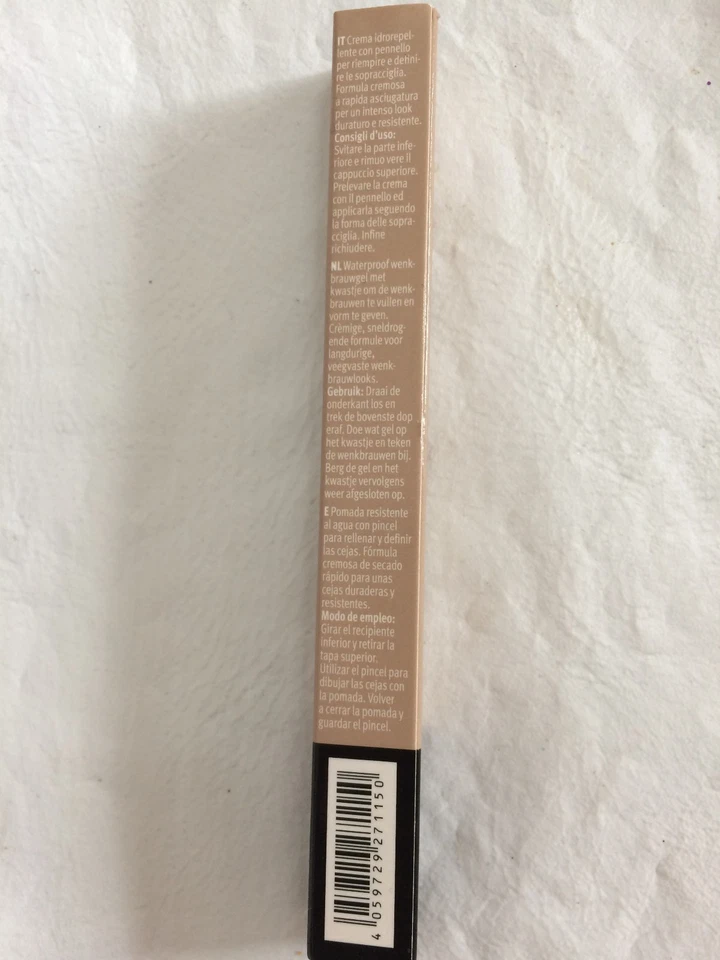 IT Crema idrorepel-
lente con pennello
per riempire e defini-
re le sopracciglia.
Formula cremosa
a rapida asciugatura
per un intenso look
duraturo e resistente.
Consigli d'uso:
Svitare la parte infe-
riore e rimuo vere il
cappuccio superiore.
Prelevare la crema
con il pennello ed
applicarla seguendo
la forma delle sopra-
cciglia. Infine
richiudere.
NL Waterproof wenk-
brauwgel met
kwastje om de wenk-
brauwen te vullen en
vorm te geven.
Crèmige, sneldrog-
ende formule voor
langdurige,
veegvaste wenk-
brauwlooks.
Gebruik: Draai de
onderkant los en
trek de bovenste dop
eraf. Doe wat gel op
het kwastje en teken
de wenkbrauwen bij.
Berg de gel en het
kwastje vervolgens
weer afgesloten op.
E Pomada resistente
al agua con pincel
para rellenar y definir
las cejas. Fórmula
cremosa de secado
rápido para unas
cejas duraderas y
resistentes.
Modo de empleo:
Girar el recipiente
inferior y retirar la
tapa superior.
Utilizar el pincel para
dibujar las cejas con
la pomada. Volver
a cerrar la pomada y
guardar el pincel.
4 059729 271150